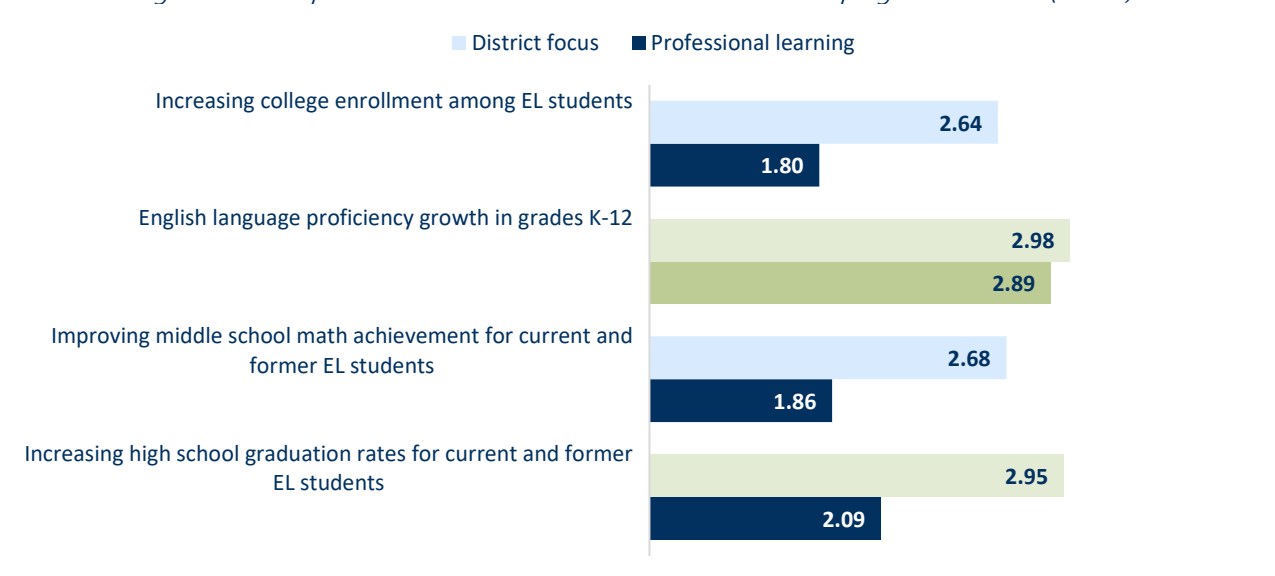 District focus Professional learning
Increasing college enrollment among EL students
2.64
1.80
English language proficiency growth in grades K-12
2.98
2.89
Improving middle school math achievement for current and
former EL students
2.68
1.86
Increasing high school graduation rates for current and former
EL students
2.95
2.09